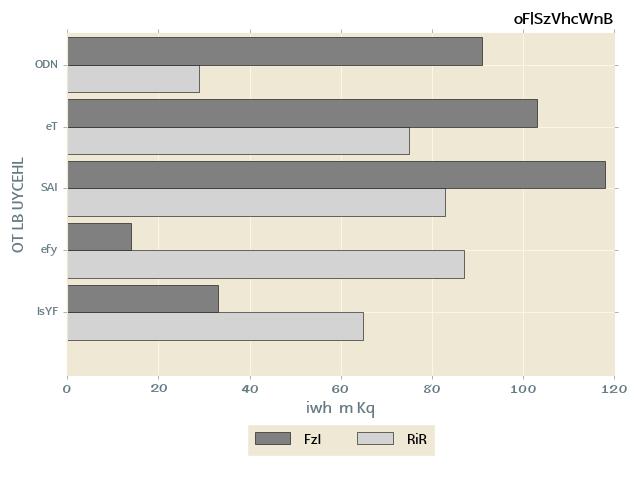 oFlSzVhcWnB
OT LB UYCEHL
ODN
eT
SAI
efy
IsYF
0 20 40 60 80 100 120
iwh m Kq
FzI RiR